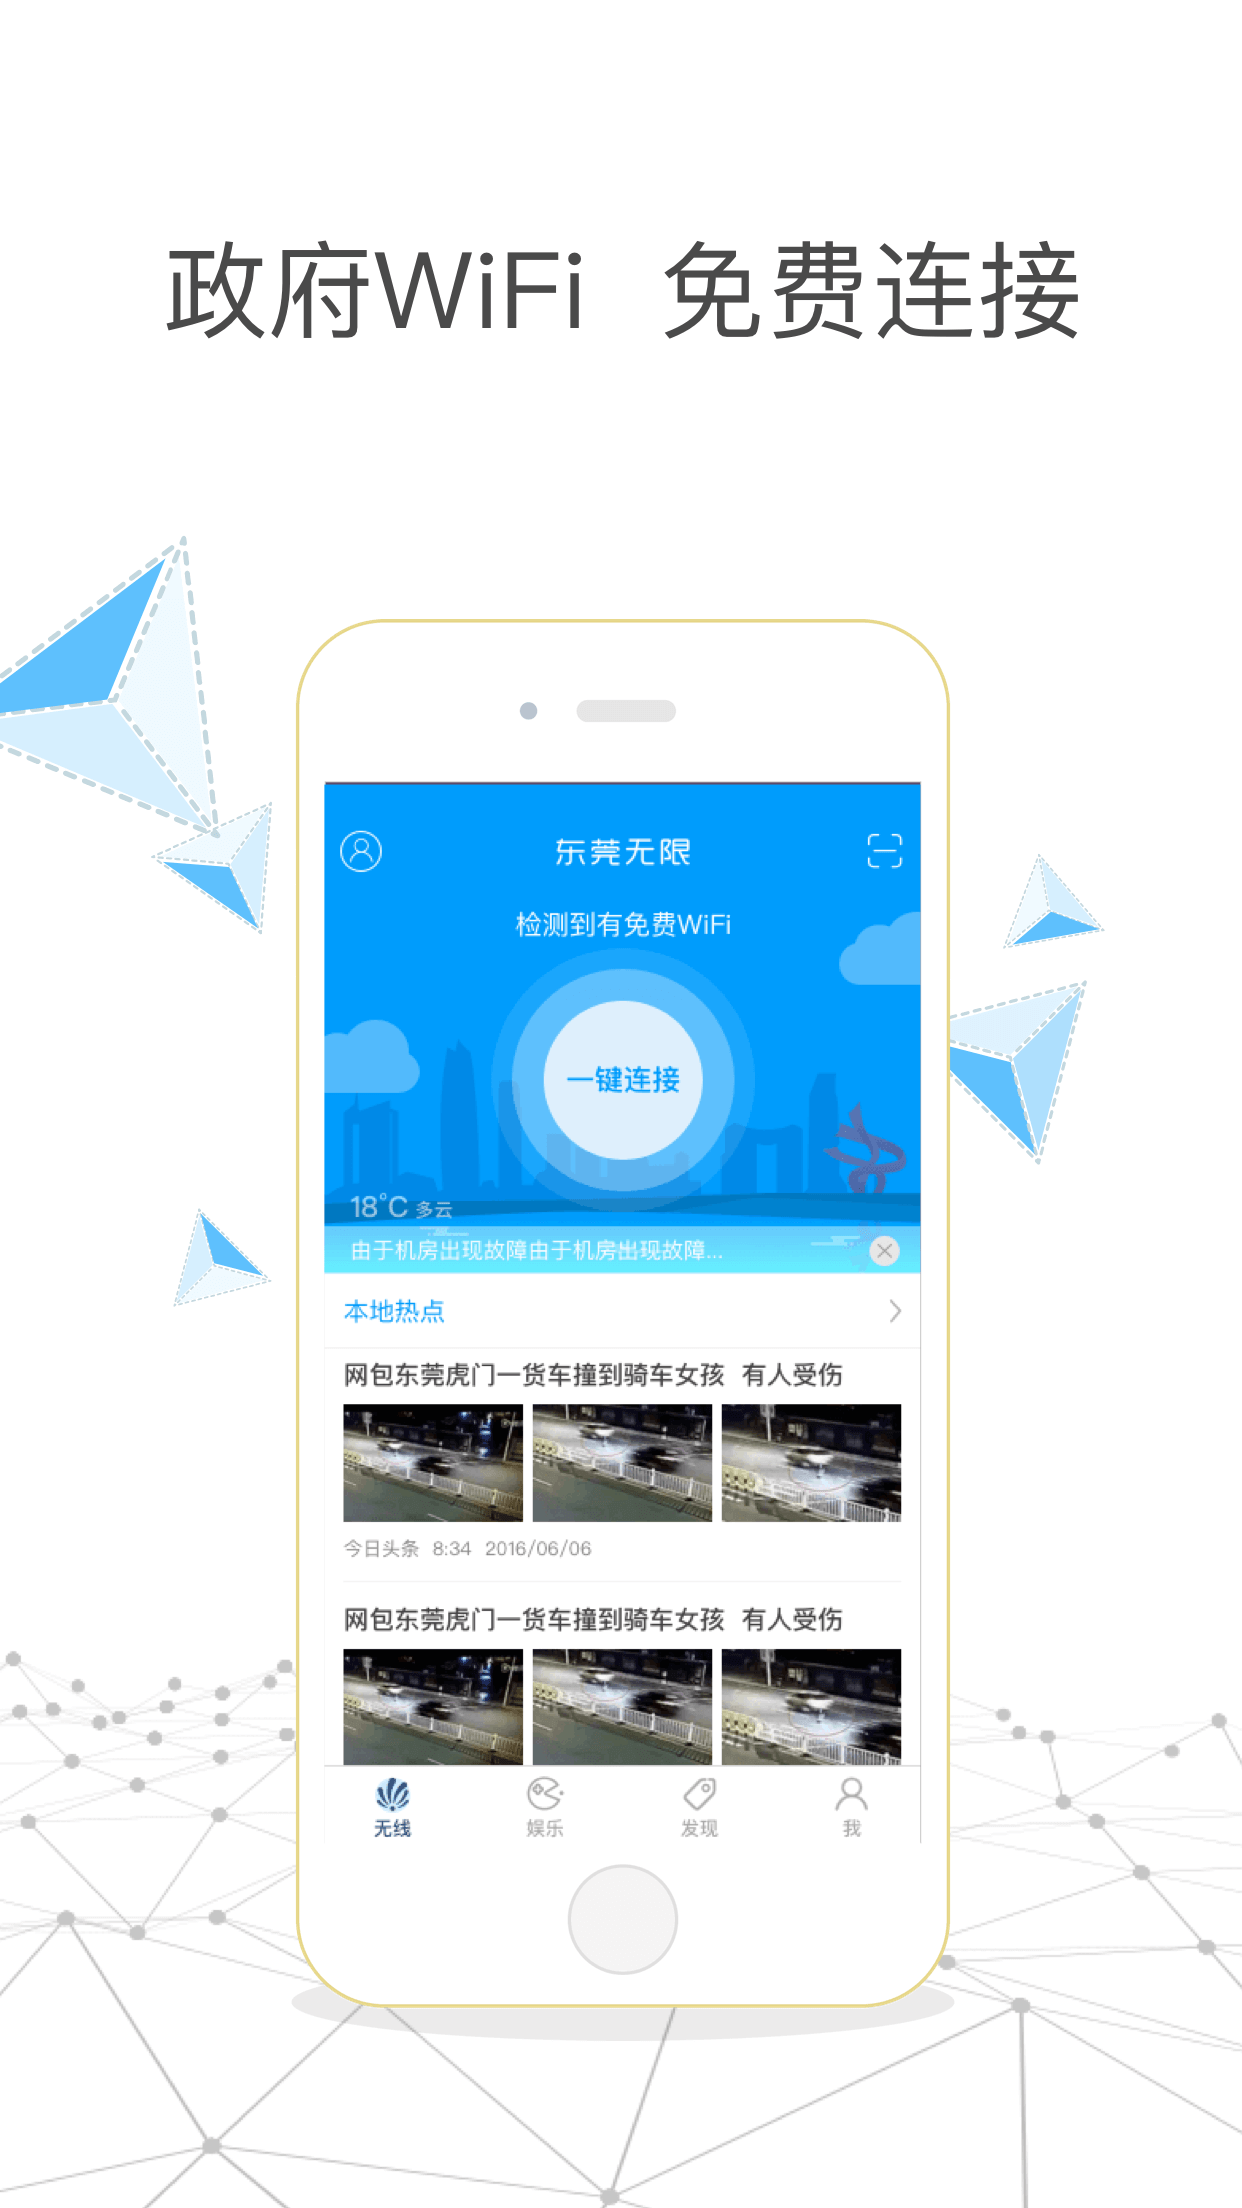 政府WiFi 免费连接
东莞无限
检测到有免费WiFi
一键连接
18°C 多云
由于机房出现故障由于机房出现故障...
本地热点
网包东莞虎门一货车撞到骑车女孩 有人受伤
今日头条 8:34 2016/06/06
网包东莞虎门一货车撞到骑车女孩 有人受伤
无线 娱乐 发现 我